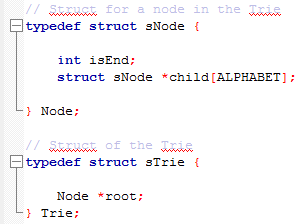 // Struct for a node in the Trie
typedef struct sNode {
int isEnd;
struct sNode *child[ALPHABET];
} Node;
// Struct of the Trie
typedef struct sTrie {
Node *root;
} Trie;